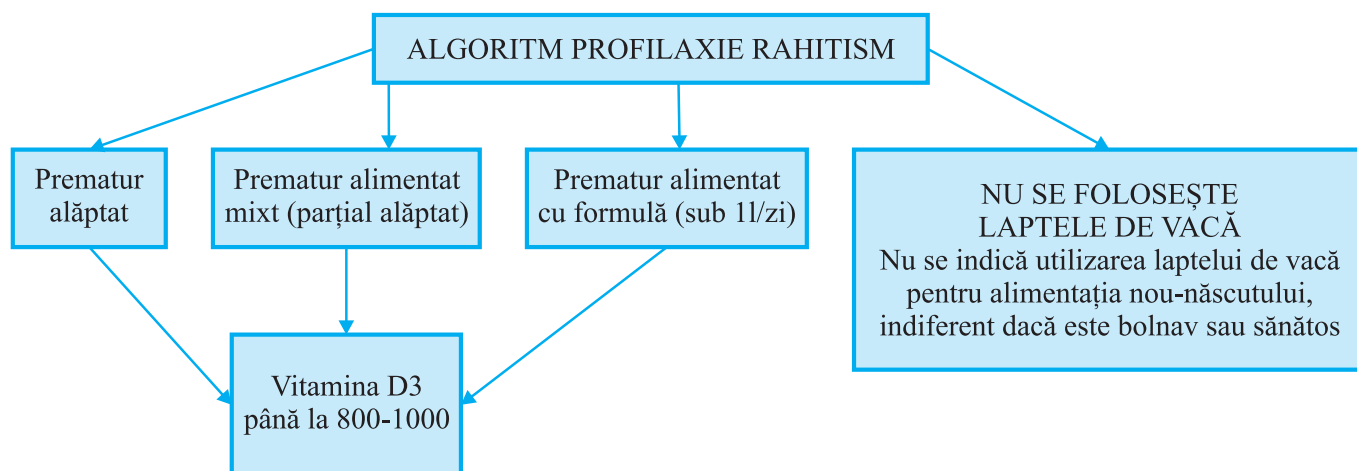 ALGORITM PROFILAXIE RAHITISM
Prematur
alăptat
Prematur alimentat
mixt (parțial alăptat)
Prematur alimentat
cu formulă (sub 1l/zi)
NU SE FOLOSEȘTE
LAPTELE DE VACĂ
Nu se indică utilizarea laptelui de vacă
pentru alimentația nou-născutului,
indiferent dacă este bolnav sau sănătos
Vitamina D3
până la 800-1000